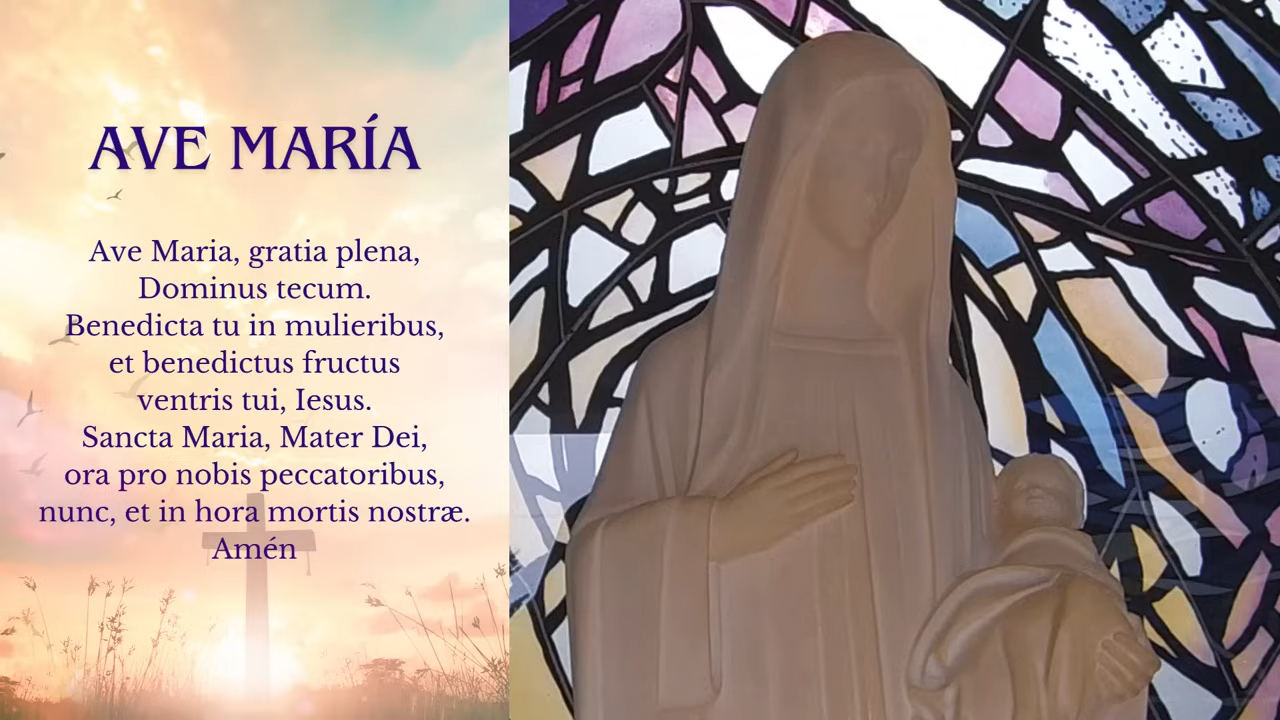 AVE MARÍA
Ave Maria, gratia plena,
Dominus tecum.
Benedicta tu in mulieribus,
et benedictus fructus
ventris tui, Iesus.
Sancta Maria, Mater Dei,
ora pro nobis peccatoribus,
nunc, et in hora mortis nostræ.
Amén